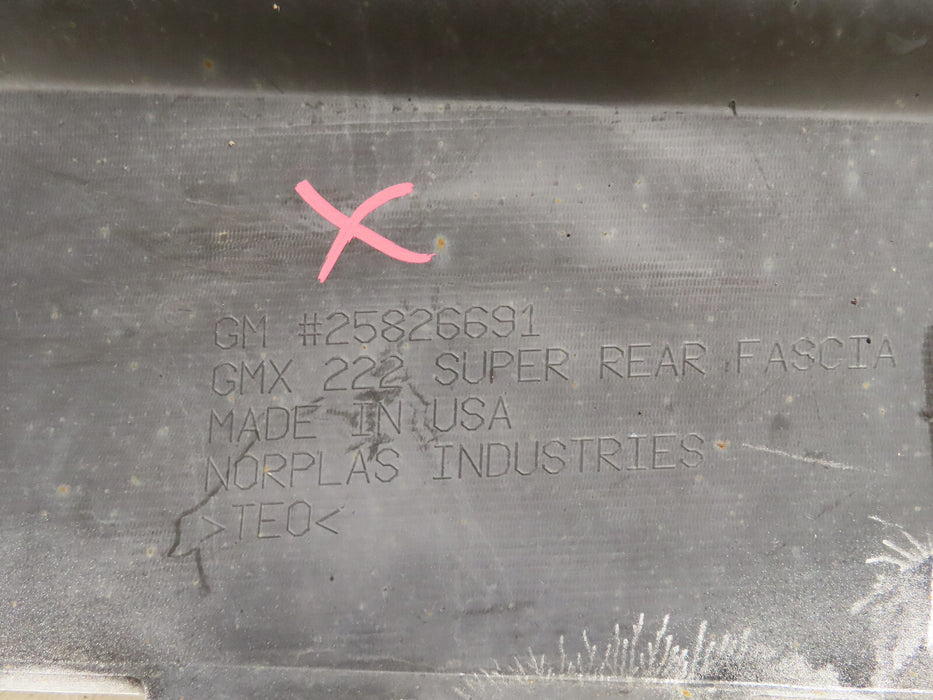 GM #25826691
GMX 222 SUPER REAR FASCIA
MADE IN USA
NORPLAS INDUSTRIES
>TEO<